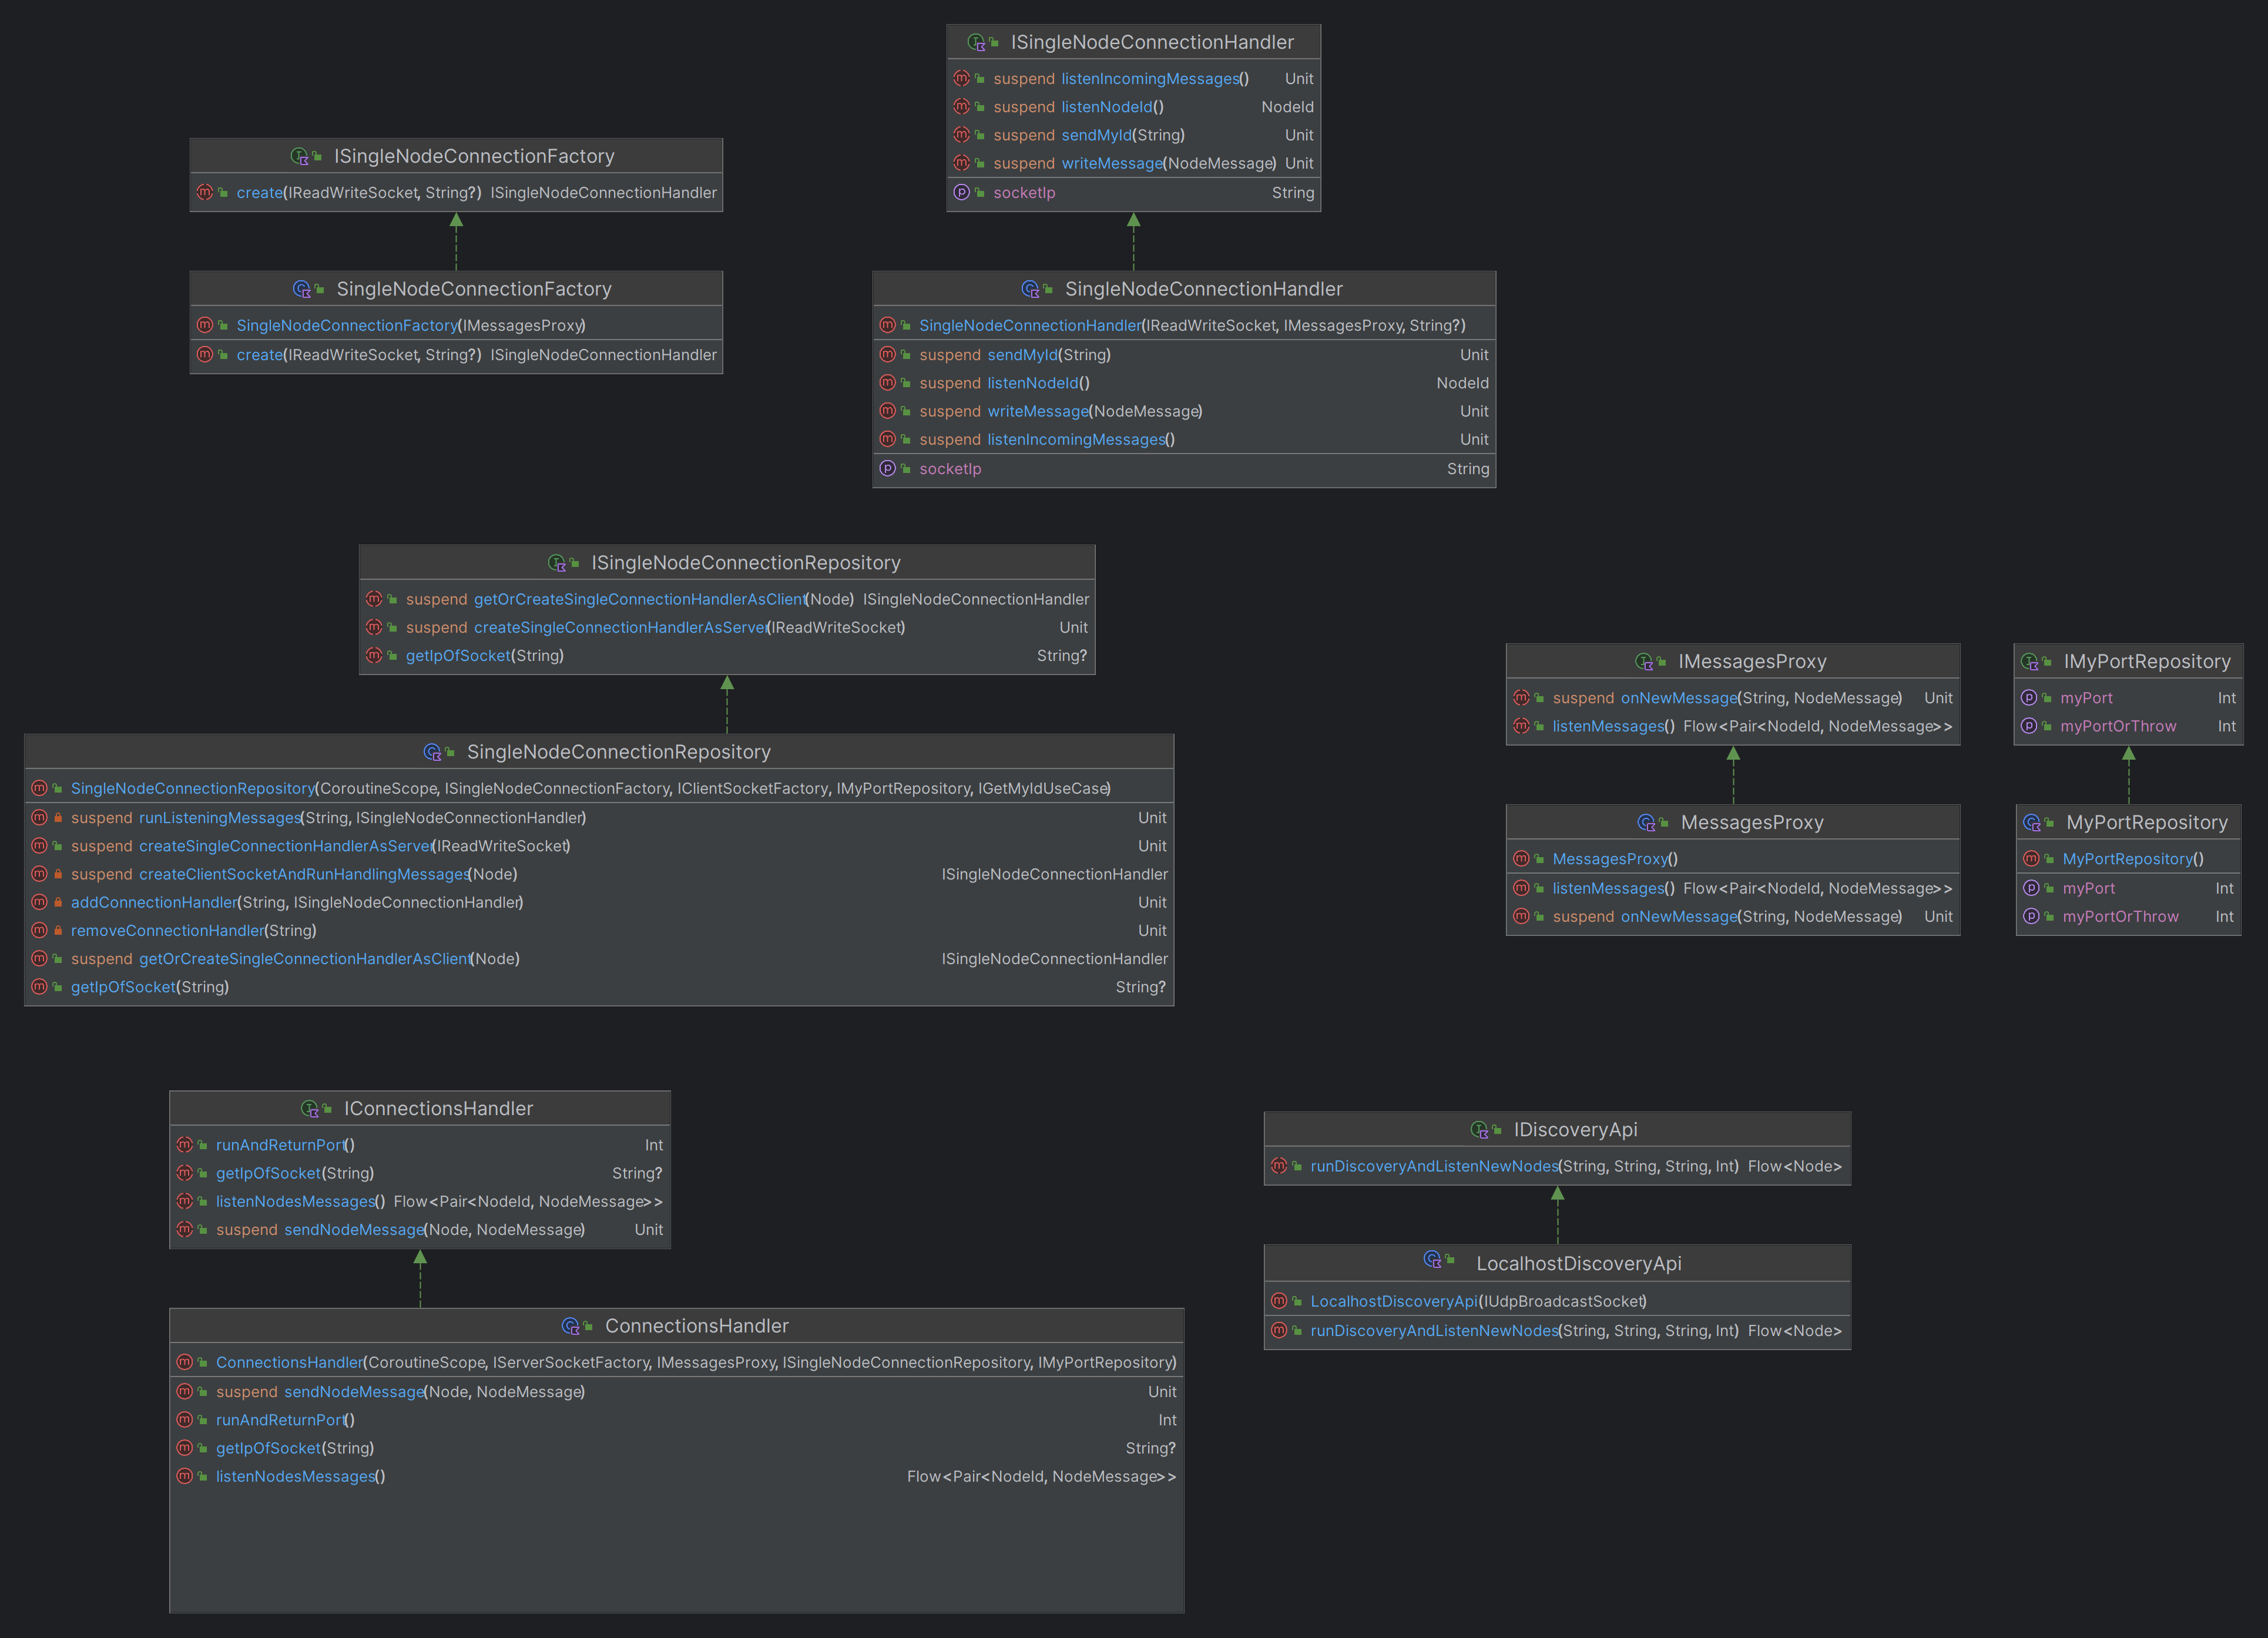 ISingleNodeConnectionHandler
suspend listenIncomingMessages() Unit
suspend listenNodeId() NodeId
suspend sendMyId(String) Unit
suspend writeMessage(NodeMessage) Unit
socketIp String
ISingleNodeConnectionFactory
create(IReadWriteSocket, String?) ISingleNodeConnectionHandler
SingleNodeConnectionFactory
SingleNodeConnectionFactory(IMessagesProxy)
create(IReadWriteSocket, String?) ISingleNodeConnectionHandler
SingleNodeConnectionHandler
SingleNodeConnectionHandler(IReadWriteSocket, IMessagesProxy, String?)
suspend sendMyId(String) Unit
suspend listenNodeId() NodeId
suspend writeMessage(NodeMessage) Unit
suspend listenIncomingMessages() Unit
socketIp String
ISingleNodeConnectionRepository
suspend getOrCreateSingleConnectionHandlerAsClient(Node) ISingleNodeConnectionHandler
suspend createSingleConnectionHandlerAsServer(IReadWriteSocket) Unit
getIpOfSocket(String) String?
SingleNodeConnectionRepository
SingleNodeConnectionRepository(CoroutineScope, ISingleNodeConnectionFactory, IClientSocketFactory, IMyPortRepository, IGetMyIdUseCase)
suspend runListeningMessages(String, ISingleNodeConnectionHandler) Unit
suspend createSingleConnectionHandlerAsServer(IReadWriteSocket) Unit
suspend createClientSocketAndRunHandlingMessages(Node) ISingleNodeConnectionHandler
addConnectionHandler(String, ISingleNodeConnectionHandler) Unit
removeConnectionHandler(String) Unit
suspend getOrCreateSingleConnectionHandlerAsClient(Node) ISingleNodeConnectionHandler
getIpOfSocket(String) String?
IMessagesProxy
suspend onNewMessage(String, NodeMessage) Unit
listenMessages() Flow<Pair<NodeId, NodeMessage>>
MessagesProxy
MessagesProxy()
listenMessages() Flow<Pair<NodeId, NodeMessage>>
suspend onNewMessage(String, NodeMessage) Unit
IMyPortRepository
myPort Int
myPortOrThrow Int
MyPortRepository
MyPortRepository()
myPort Int
myPortOrThrow Int
IConnectionsHandler
runAndReturnPort() Int
getIpOfSocket(String) String?
listenNodesMessages() Flow<Pair<NodeId, NodeMessage>>
suspend sendNodeMessage(Node, NodeMessage) Unit
ConnectionsHandler
ConnectionsHandler(CoroutineScope, IServerSocketFactory, IMessagesProxy, ISingleNodeConnectionRepository, IMyPortRepository)
suspend sendNodeMessage(Node, NodeMessage) Unit
runAndReturnPort() Int
getIpOfSocket(String) String?
listenNodesMessages() Flow<Pair<NodeId, NodeMessage>>
IDiscoveryApi
runDiscoveryAndListenNewNodes(String, String, String, Int) Flow<Node>
LocalhostDiscoveryApi
LocalhostDiscoveryApi(IUdpBroadcastSocket)
runDiscoveryAndListenNewNodes(String, String, String, Int) Flow<Node>